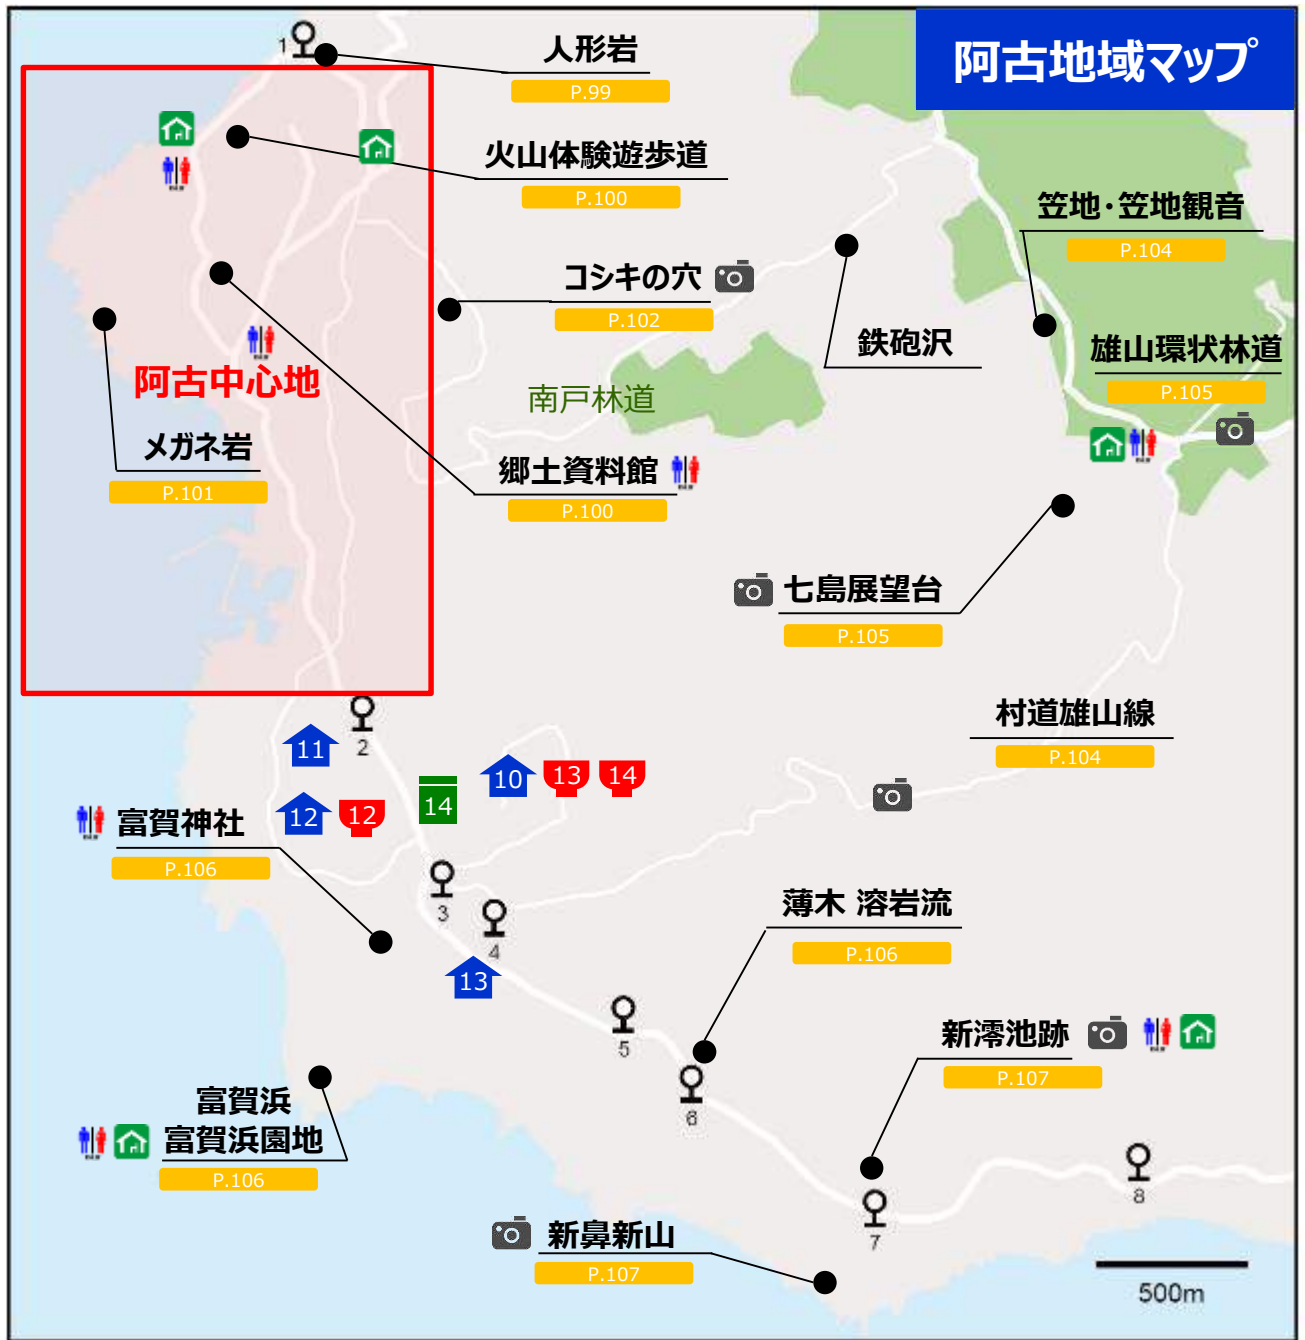 阿古地域マップ
1
人形岩
P.99
火山体験遊歩道
P.100
笠地・笠地観音
P.104
コシキの穴
P.102
鉄砲沢
雄山環状林道
P.105
阿古中心地
南戸林道
メガネ岩
P.101
郷土資料館
P.100
七島展望台
P.105
村道雄山線
P.104
2
11
10
13
14
14
12
12
富賀神社
P.106
3
4
13
薄木 溶岩流
P.106
5
新澪池跡
P.107
6
富賀浜
富賀浜園地
P.106
8
7
新鼻新山
P.107
500m